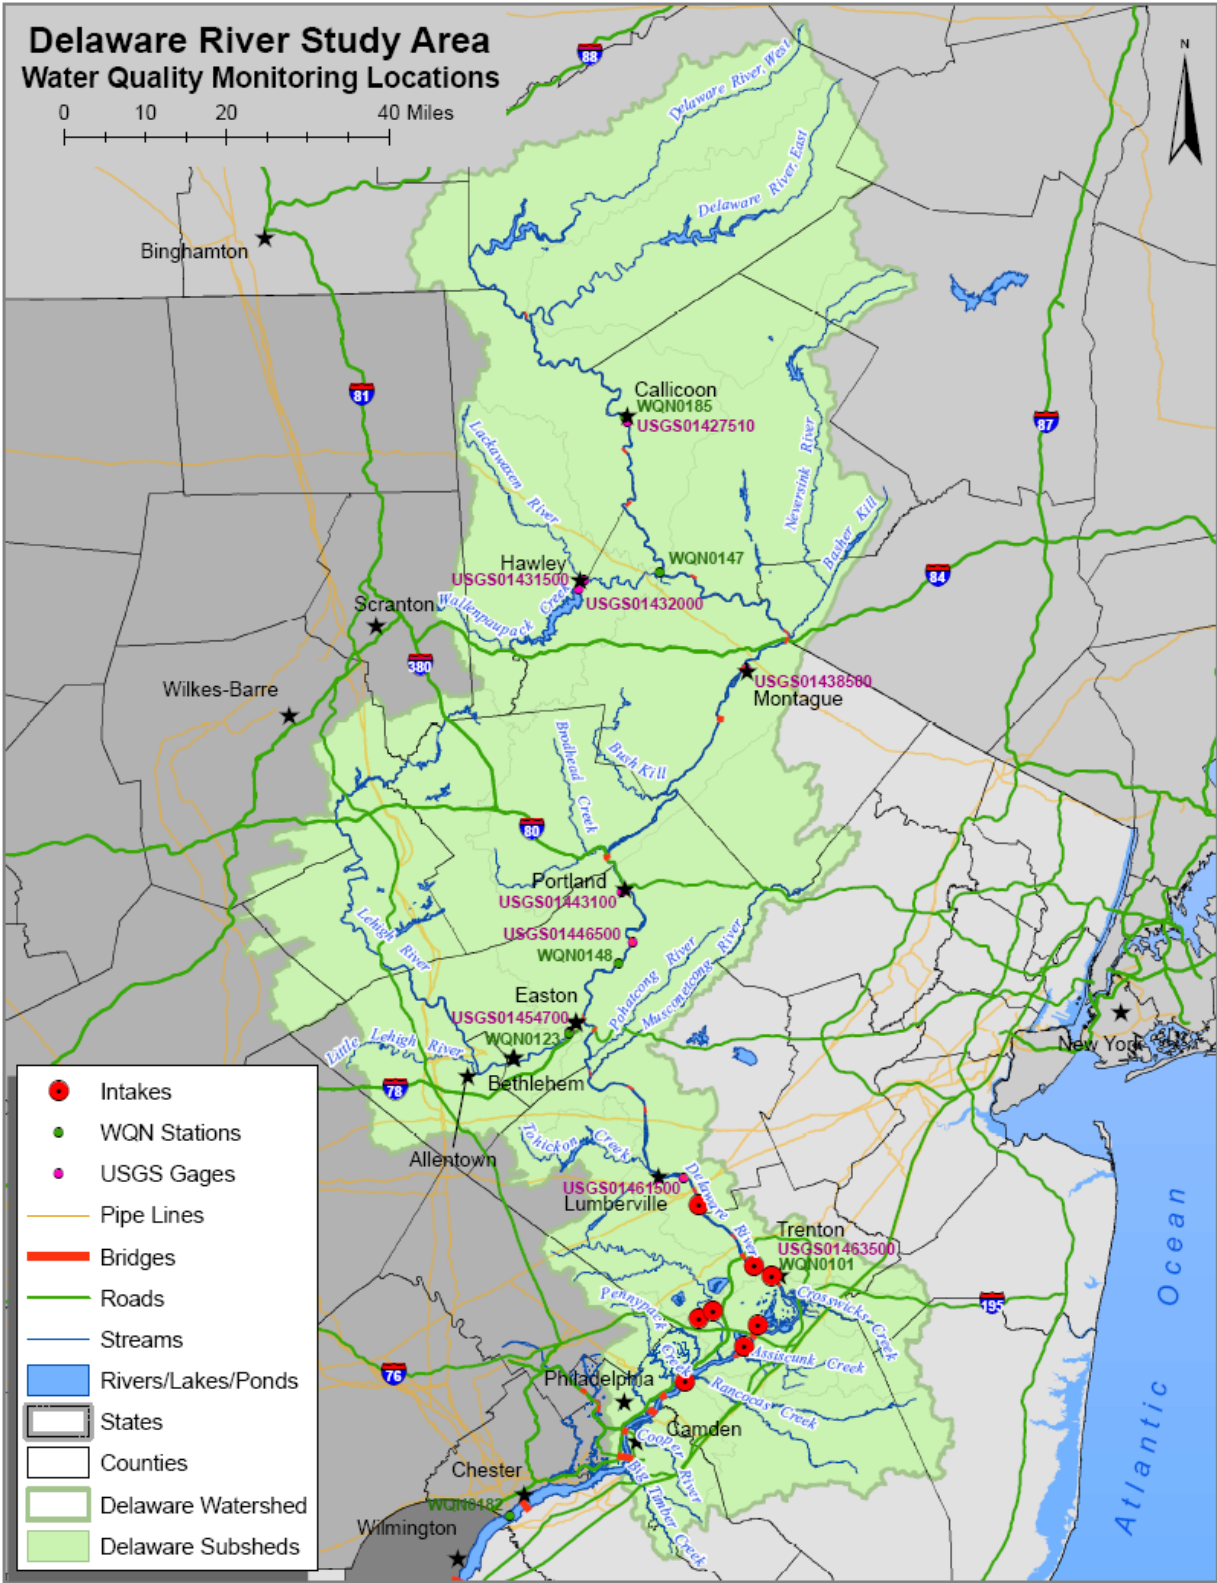 Delaware River Study Area
Water Quality Monitoring Locations
0 10 20 40 Miles
N
88
Delaware River, West
Delaware River, East
Binghamton
81
87
Callicoon
WQN0185
USGS01427510
Lackawaxen River
Neversink River
Basher Kill
WQN0147
Hawley
USGS01431500
USGS01432000
Wallenpaupack Creek
84
Scranton
380
USGS01438500
Montague
Wilkes-Barre
Brodhead Creek
Bush Kill
80
Portland
USGS01443100
USGS01446500
WQN0148
Lehigh River
Pohatcong River
Musconetcong River
Easton
USGS01454700
WQN0123
Little Lehigh River
Bethlehem
New York
78
Allentown
Tohickon Creek
USGS01461500
Lumberville
Delaware River
Trenton
USGS01463500
WQN0101
Crosswicks Creek
195
Pennypack Creek
Assiscunk Creek
76
Philadelphia
Rancocas Creek
Camden
Cooper River
Big Timber Creek
Chester
WQN0182
Wilmington
Atlantic Ocean
Intakes
WQN Stations
USGS Gages
Pipe Lines
Bridges
Roads
Streams
Rivers/Lakes/Ponds
States
Counties
Delaware Watershed
Delaware Subsheds